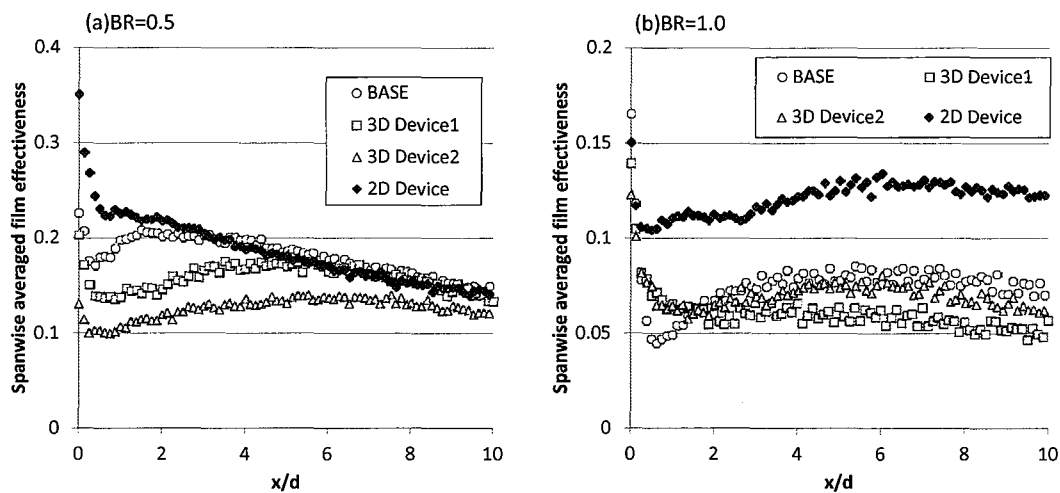 (a)BR=0.5
0.4
0.3
0.2
0.1
0
Spanwise averaged film effectiveness
BASE
3D Device1
3D Device2
2D Device
0 2 4 6 8 10
x/d
(b)BR=1.0
0.2
0.15
0.1
0.05
0
Spanwise averaged film effectiveness
BASE 3D Device1
3D Device2 2D Device
0 2 4 6 8 10
x/d